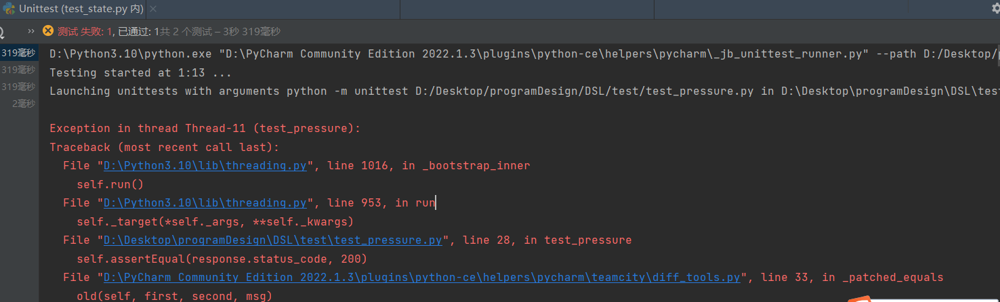 Unittest (test_state.py 内)
测试 失败: 1, 已通过: 1共 2 个测试 – 3秒 319毫秒
319毫秒
D:\Python3.10\python.exe "D:\PyCharm Community Edition 2022.1.3\plugins\python-ce\helpers\pycharm\_jb_unittest_runner.py" --path D:/Desktop/
319毫秒
Testing started at 1:13 ...
319毫秒
Launching unittests with arguments python -m unittest D:/Desktop/programDesign/DSL/test/test_pressure.py in D:\Desktop\programDesign\DSL\test
2毫秒
Exception in thread Thread-11 (test_pressure):
Traceback (most recent call last):
File "D:\Python3.10\lib\threading.py", line 1016, in _bootstrap_inner
self.run()
File "D:\Python3.10\lib\threading.py", line 953, in run
self._target(*self._args, **self._kwargs)
File "D:\Desktop\programDesign\DSL\test\test_pressure.py", line 28, in test_pressure
self.assertEqual(response.status_code, 200)
File "D:\PyCharm Community Edition 2022.1.3\plugins\python-ce\helpers\pycharm\teamcity\diff_tools.py", line 33, in _patched_equals
old(self, first, second, msg)